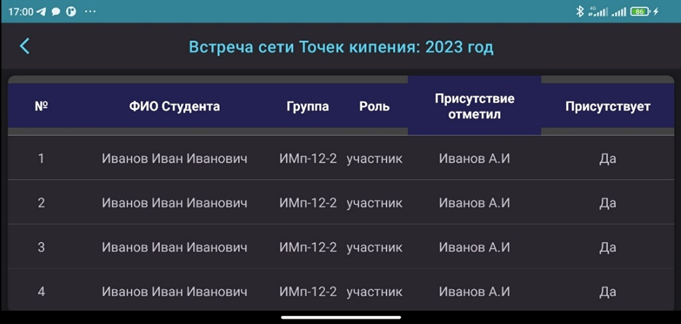 17:00 ... 4G 86
Встреча сети Точек кипения: 2023 год
№ ФИО Студента Группа Роль Присутствие отметил Присутствует
1 Иванов Иван Иванович ИМп-12-2 участник Иванов А.И Да
2 Иванов Иван Иванович ИМп-12-2 участник Иванов А.И Да
3 Иванов Иван Иванович ИМп-12-2 участник Иванов А.И Да
4 Иванов Иван Иванович ИМп-12-2 участник Иванов А.И Да